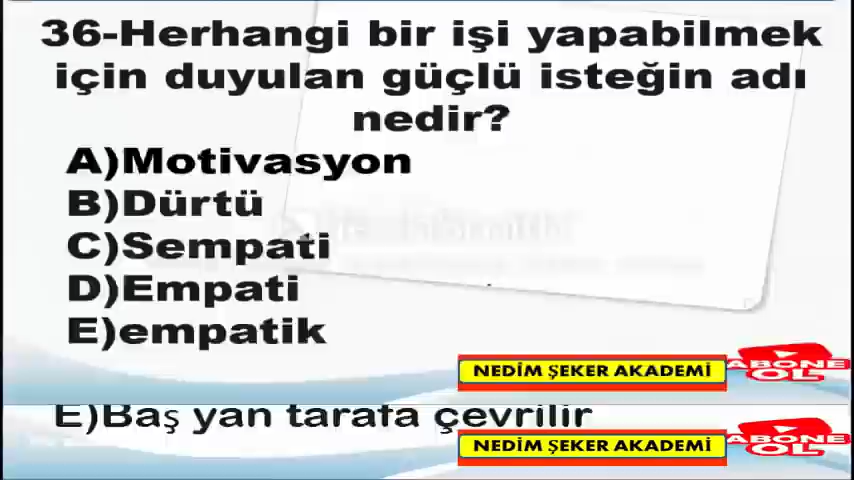 36-Herhangi bir işi yapabilmek
için duyulan güçlü isteğin adı
nedir?
A)Motivasyon
B)Dürtü
C)Sempati
D)Empati
E)empatik
NEDİM ŞEKER AKADEMİ
ABONE
OL
E)Baş yan tarafa çevrilir
NEDİM ŞEKER AKADEMİ
ABONE
OL